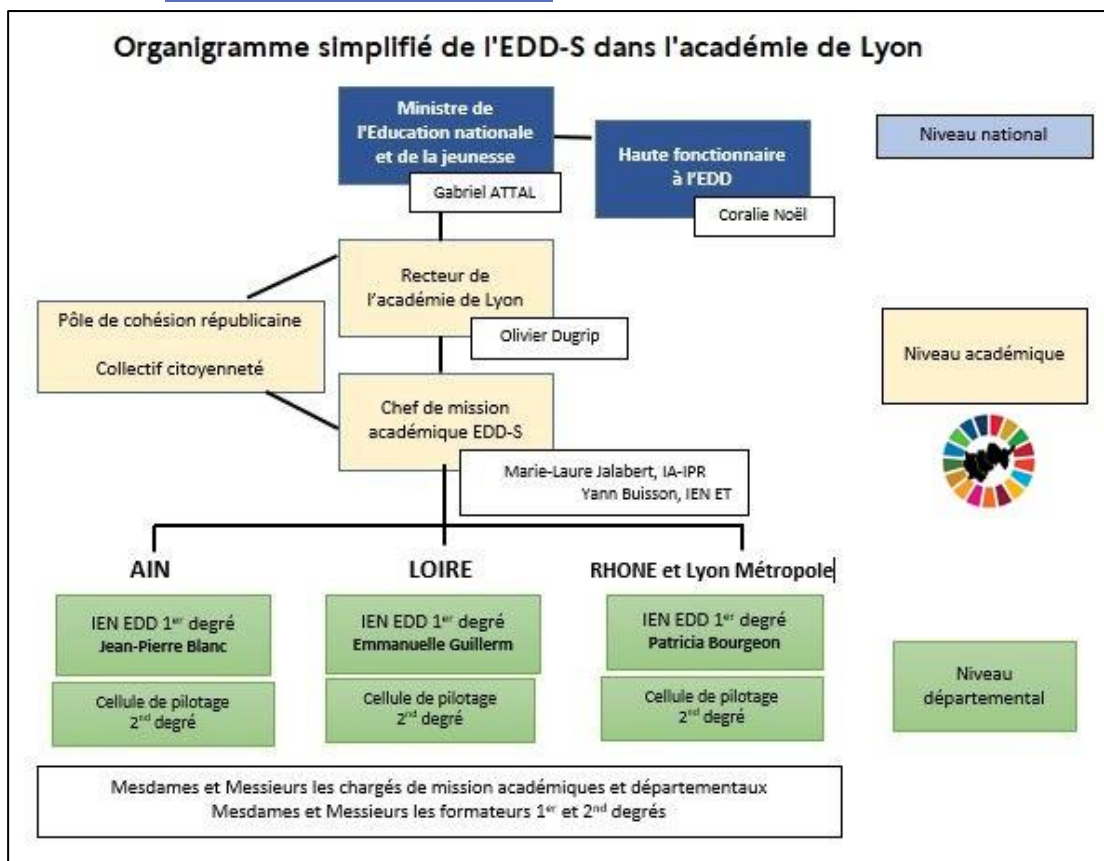 Organigramme simplifié de l'EDD-S dans l'académie de Lyon
Ministre de
l'Education nationale
et de la jeunesse
Gabriel ATTAL
Haute fonctionnaire
à l'EDD
Coralie Noël
Niveau national
Recteur de
l'académie de Lyon
Olivier Dugrip
Pôle de cohésion républicaine
Collectif citoyenneté
Niveau académique
Chef de mission
académique EDD-S
Marie-Laure Jalabert, IA-IPR
Yann Buisson, IEN ET
AIN
IEN EDD 1er degré
Jean-Pierre Blanc
Cellule de pilotage
2nd degré
LOIRE
IEN EDD 1er degré
Emmanuelle Guillerm
Cellule de pilotage
2nd degré
RHONE et Lyon Métropole
IEN EDD 1er degré
Patricia Bourgeon
Cellule de pilotage
2nd degré
Niveau
départemental
Mesdames et Messieurs les chargés de mission académiques et départementaux
Mesdames et Messieurs les formateurs 1er et 2nd degrés